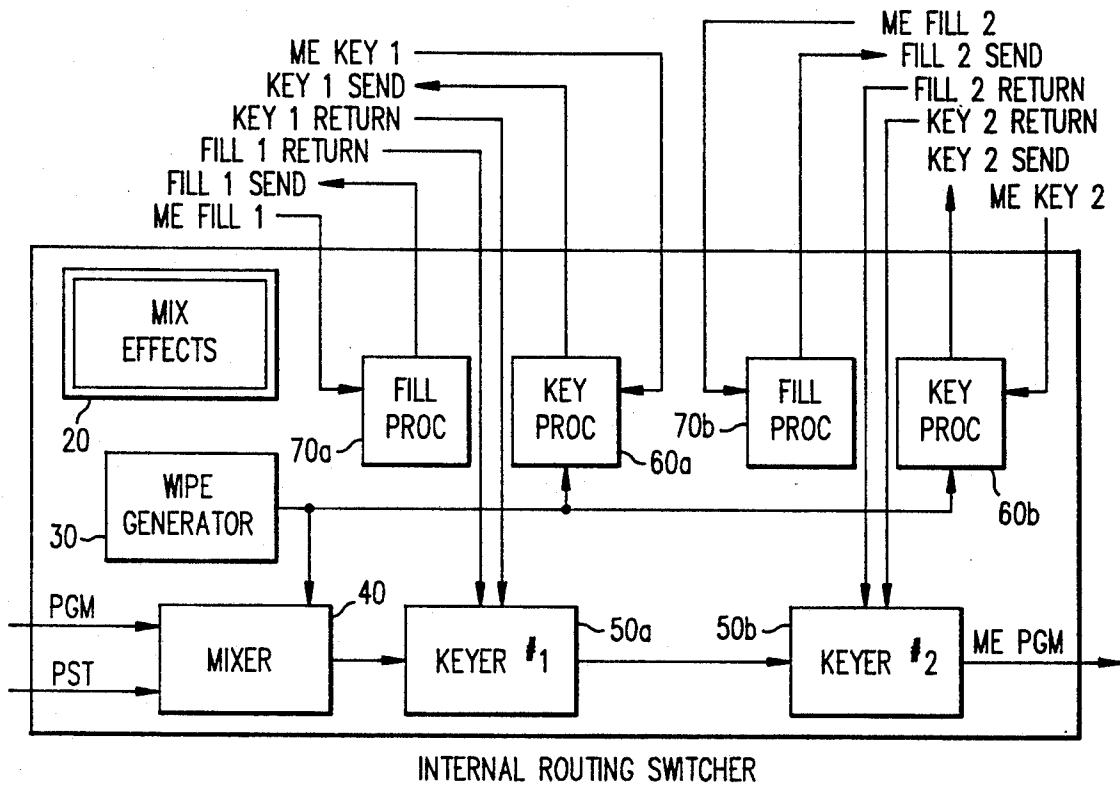 ME KEY 1
KEY 1 SEND
KEY 1 RETURN
FILL 1 RETURN
FILL 1 SEND
ME FILL 1
ME FILL 2
FILL 2 SEND
FILL 2 RETURN
KEY 2 RETURN
KEY 2 SEND
ME KEY 2
MIX
EFFECTS
20
FILL
PROC
70a
KEY
PROC
60a
FILL
PROC
70b
KEY
PROC
60b
WIPE
GENERATOR
30
PGM
PST
MIXER
40
KEYER #1
50a
KEYER #2
50b
ME PGM
INTERNAL ROUTING SWITCHER